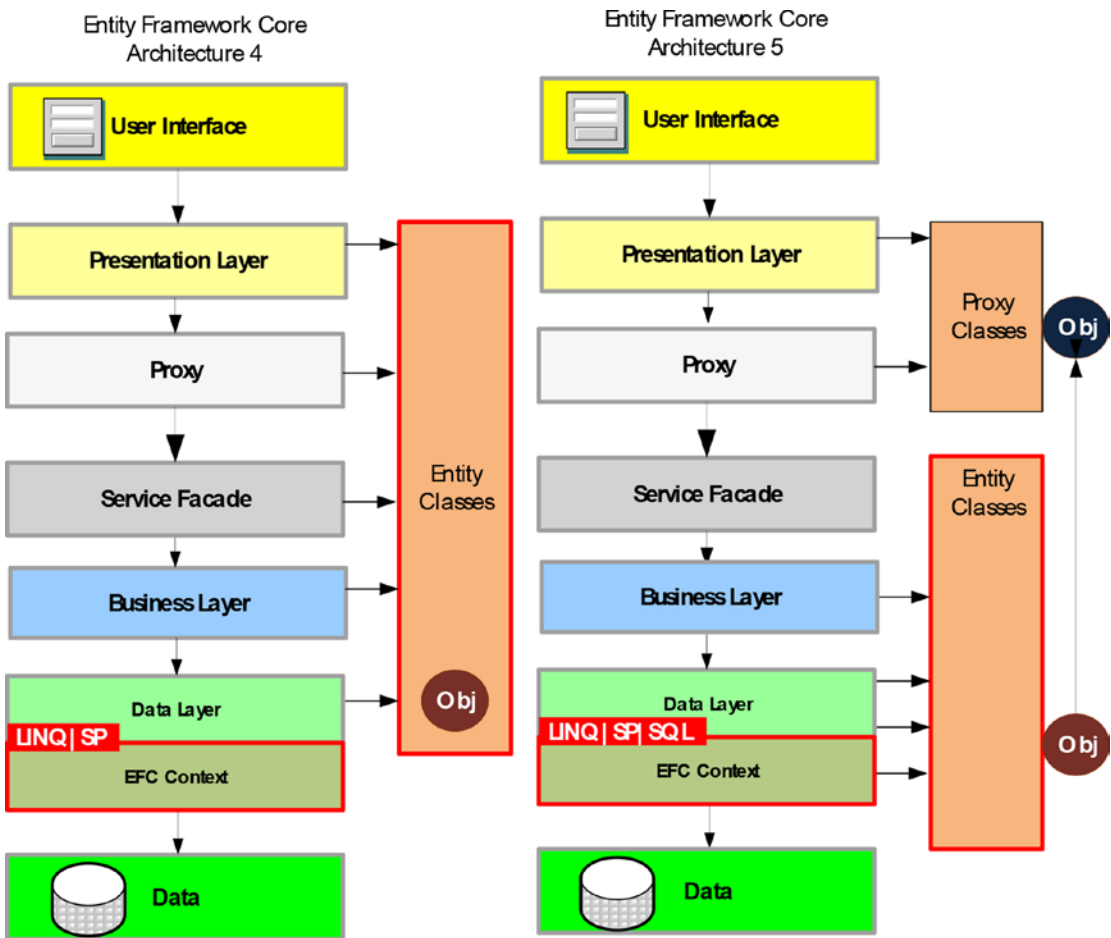 Entity Framework Core
Architecture 4
User Interface
Presentation Layer
Proxy
Service Facade
Entity
Classes
Business Layer
Obj
Data Layer
LINQ| SP
EFC Context
Data
Entity Framework Core
Architecture 5
User Interface
Presentation Layer
Proxy
Classes
Obj
Proxy
Service Facade
Entity
Classes
Business Layer
Data Layer
LINQ| SP| SQL
Obj
EFC Context
Data